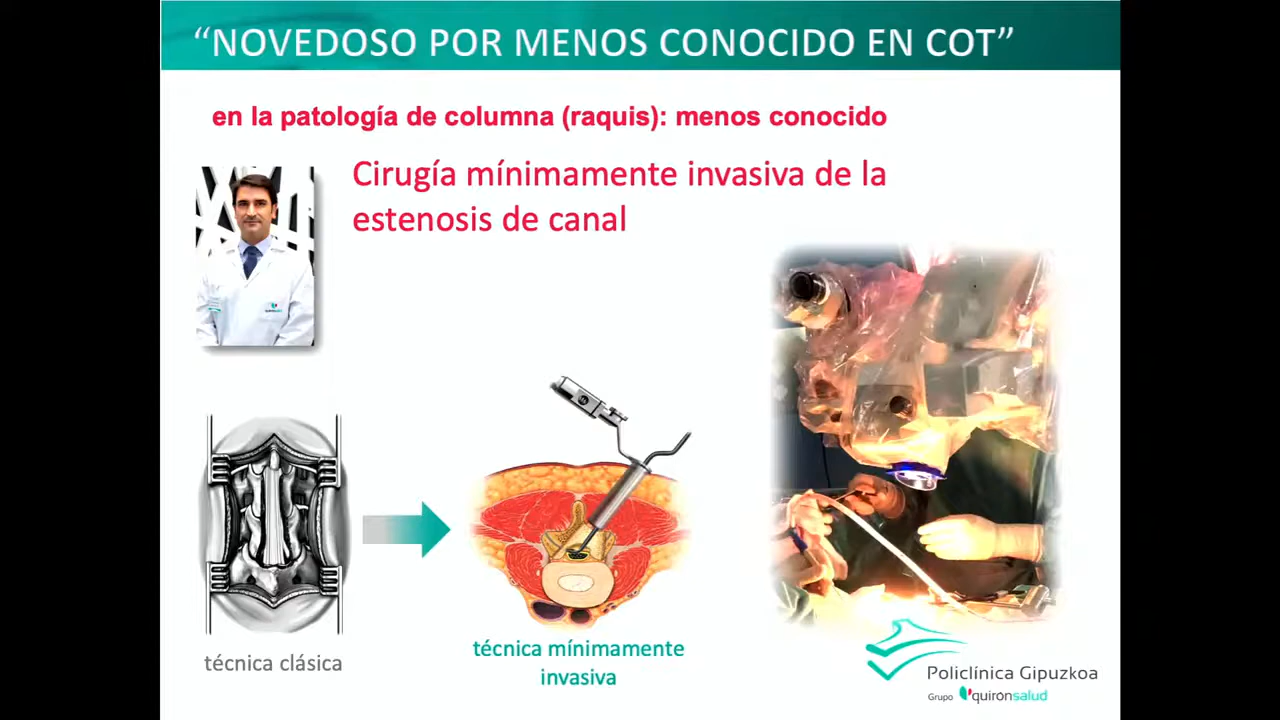 “NOVEDOSO POR MENOS CONOCIDO EN COT”
en la patología de columna (raquis): menos conocido
Cirugía mínimamente invasiva de la
estenosis de canal
técnica clásica
técnica mínimamente
invasiva
Policlínica Gipuzkoa
Grupo quirónsalud